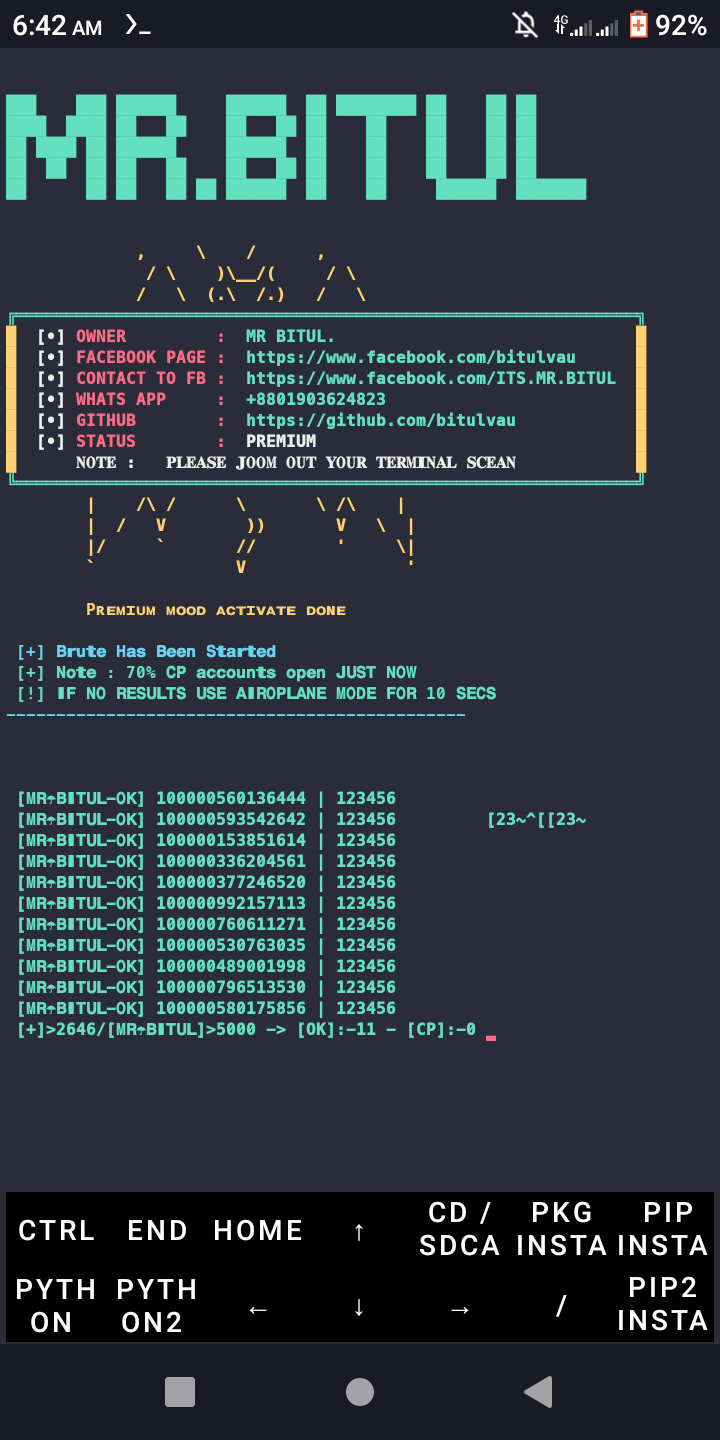 6:42 AM 4G 92%
MR.BITUL
[•] OWNER : MR BITUL.
[•] FACEBOOK PAGE : https://www.facebook.com/bitulvau
[•] CONTACT TO FB : https://www.facebook.com/ITS.MR.BITUL
[•] WHATS APP : +8801903624823
[•] GITHUB : https://github.com/bitulvau
[•] STATUS : PREMIUM
NOTE : PLEASE JOOM OUT YOUR TERMINAL SCEAN
Premium mood activate done
[+] Brute Has Been Started
[+] Note : 70% CP accounts open JUST NOW
[!] IF NO RESULTS USE AIROPLANE MODE FOR 10 SECS
[MR☂BITUL-OK] 100000560136444 | 123456
[MR☂BITUL-OK] 100000593542642 | 123456 [23~^[[23~
[MR☂BITUL-OK] 100000153851614 | 123456
[MR☂BITUL-OK] 100000336204561 | 123456
[MR☂BITUL-OK] 100000377246520 | 123456
[MR☂BITUL-OK] 100000992157113 | 123456
[MR☂BITUL-OK] 100000760611271 | 123456
[MR☂BITUL-OK] 100000530763035 | 123456
[MR☂BITUL-OK] 100000489001998 | 123456
[MR☂BITUL-OK] 100000796513530 | 123456
[MR☂BITUL-OK] 100000580175856 | 123456
[+]>2646/[MR☂BITUL]>5000 -> [OK]:-11 - [CP]:-0
CTRL END HOME ↑ CD / SDCA PKG INSTA PIP INSTA
PYTHON PYTHON2 ← ↓ → / PIP2 INSTA